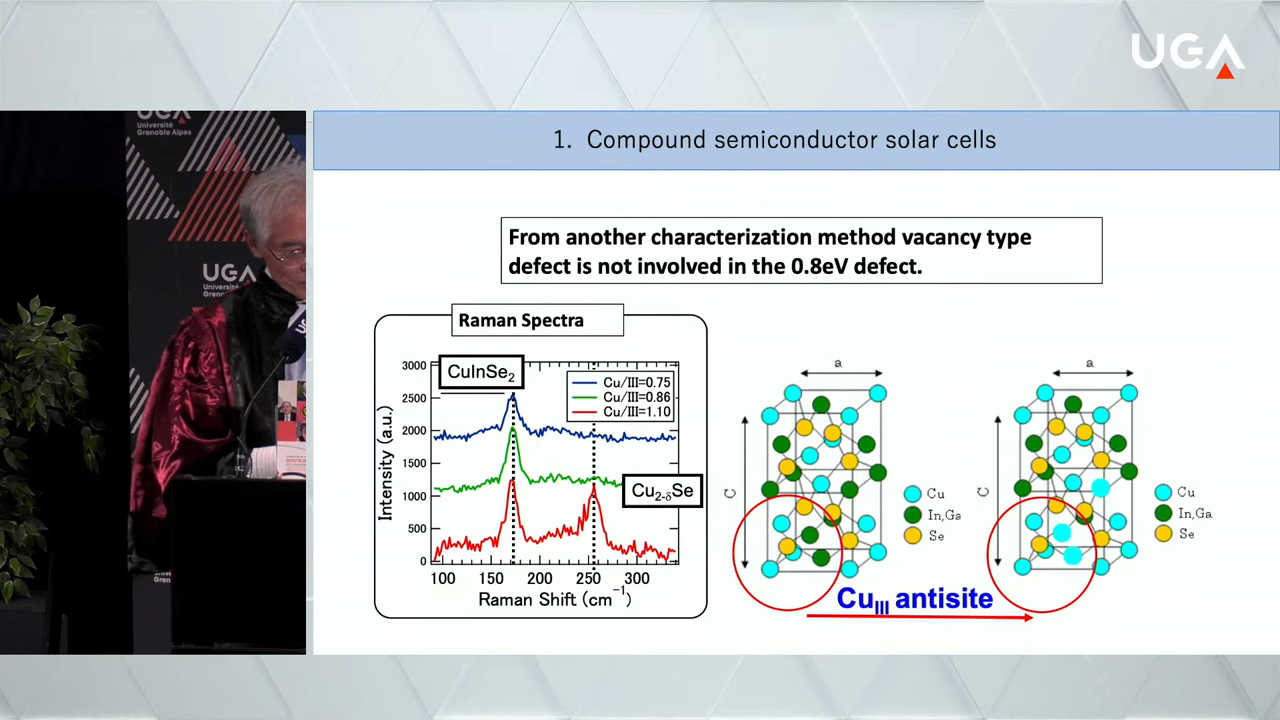 UGA
UGA
Université
Grenoble Alpes
1. Compound semiconductor solar cells
UGA
Université
From another characterization method vacancy type
defect is not involved in the 0.8eV defect.
Raman Spectra
CuInSe2
Intensity (a.u.)
3000
2500
2000
1500
1000
500
0
100 150 200 250 300
Raman Shift (cm−1)
Cu/III=0.75
Cu/III=0.86
Cu/III=1.10
Cu2-δSe
a
C
Cu
In,Ga
Se
a
C
Cu
In,Ga
Se
CuIII antisite